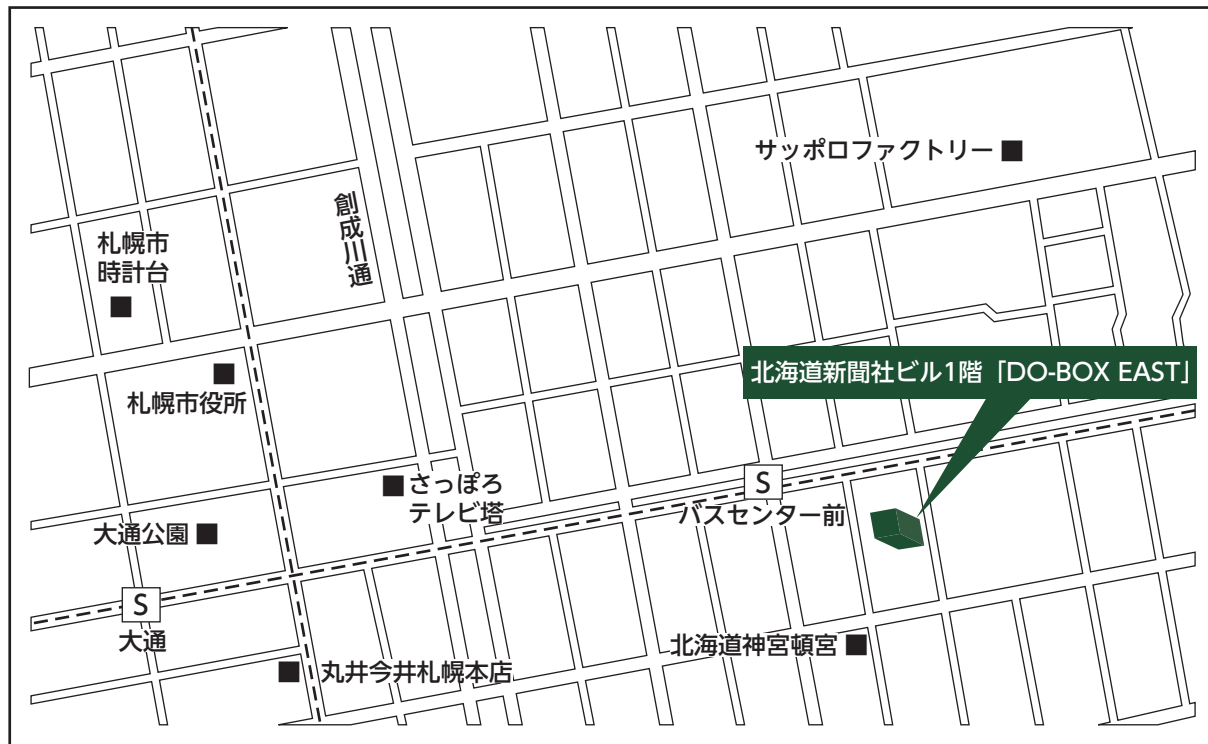 サッポロファクトリー
創成川通
札幌市
時計台
北海道新聞社ビル1階「DO-BOX EAST」
札幌市役所
さっぽろ
テレビ塔
S
バスセンター前
大通公園
S
大通
北海道神宮頓宮
丸井今井札幌本店